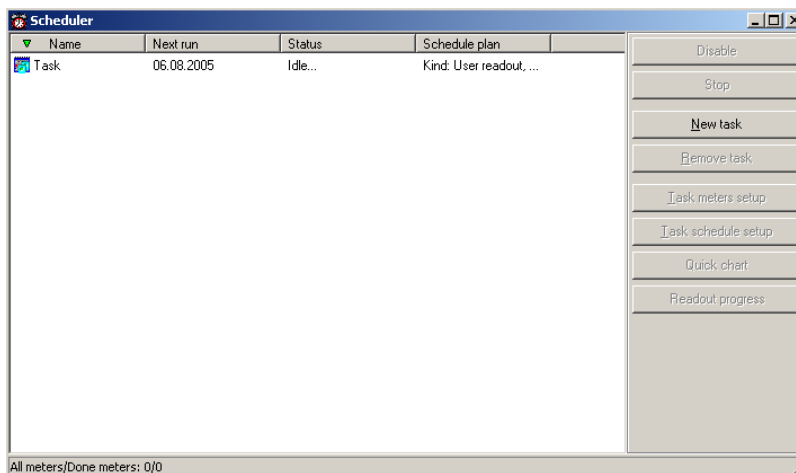 Scheduler
Name Next run Status Schedule plan
Task 06.08.2005 Idle... Kind: User readout, ...
Disable
Stop
New task
Remove task
Task meters setup
Task schedule setup
Quick chart
Readout progress
All meters/Done meters: 0/0